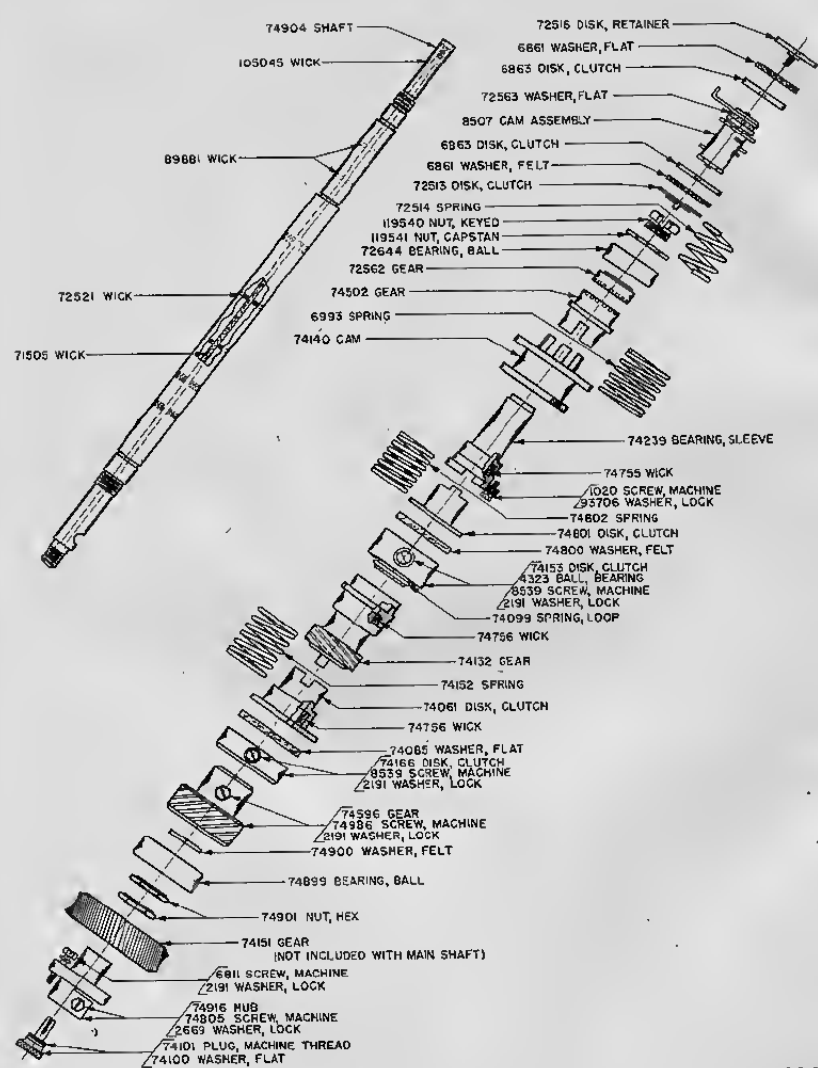 74904 SHAFT
105045 WICK
89881 WICK
72521 WICK
71505 WICK
72516 DISK, RETAINER
6861 WASHER, FLAT
6863 DISK, CLUTCH
72563 WASHER, FLAT
8507 CAM ASSEMBLY
6863 DISK, CLUTCH
6861 WASHER, FELT
72513 DISK, CLUTCH
72514 SPRING
119540 NUT, KEYED
119541 NUT, CAPSTAN
72644 BEARING, BALL
72562 GEAR
74502 GEAR
6993 SPRING
74140 CAM
74239 BEARING, SLEEVE
74755 WICK
1020 SCREW, MACHINE
93706 WASHER, LOCK
74602 SPRING
74801 DISK, CLUTCH
74800 WASHER, FELT
74153 DISK, CLUTCH
4323 BALL, BEARING
8539 SCREW, MACHINE
2191 WASHER, LOCK
74099 SPRING, LOOP
74756 WICK
74132 GEAR
74152 SPRING
74061 DISK, CLUTCH
74756 WICK
74085 WASHER, FLAT
74166 DISK, CLUTCH
8539 SCREW, MACHINE
2191 WASHER, LOCK
74596 GEAR
74986 SCREW, MACHINE
2191 WASHER, LOCK
74900 WASHER, FELT
74899 BEARING, BALL
74901 NUT, HEX
74151 GEAR
(NOT INCLUDED WITH MAIN SHAFT)
6811 SCREW, MACHINE
2191 WASHER, LOCK
74916 HUB
74805 SCREW, MACHINE
2669 WASHER, LOCK
74101 PLUG, MACHINE THREAD
74100 WASHER, FLAT